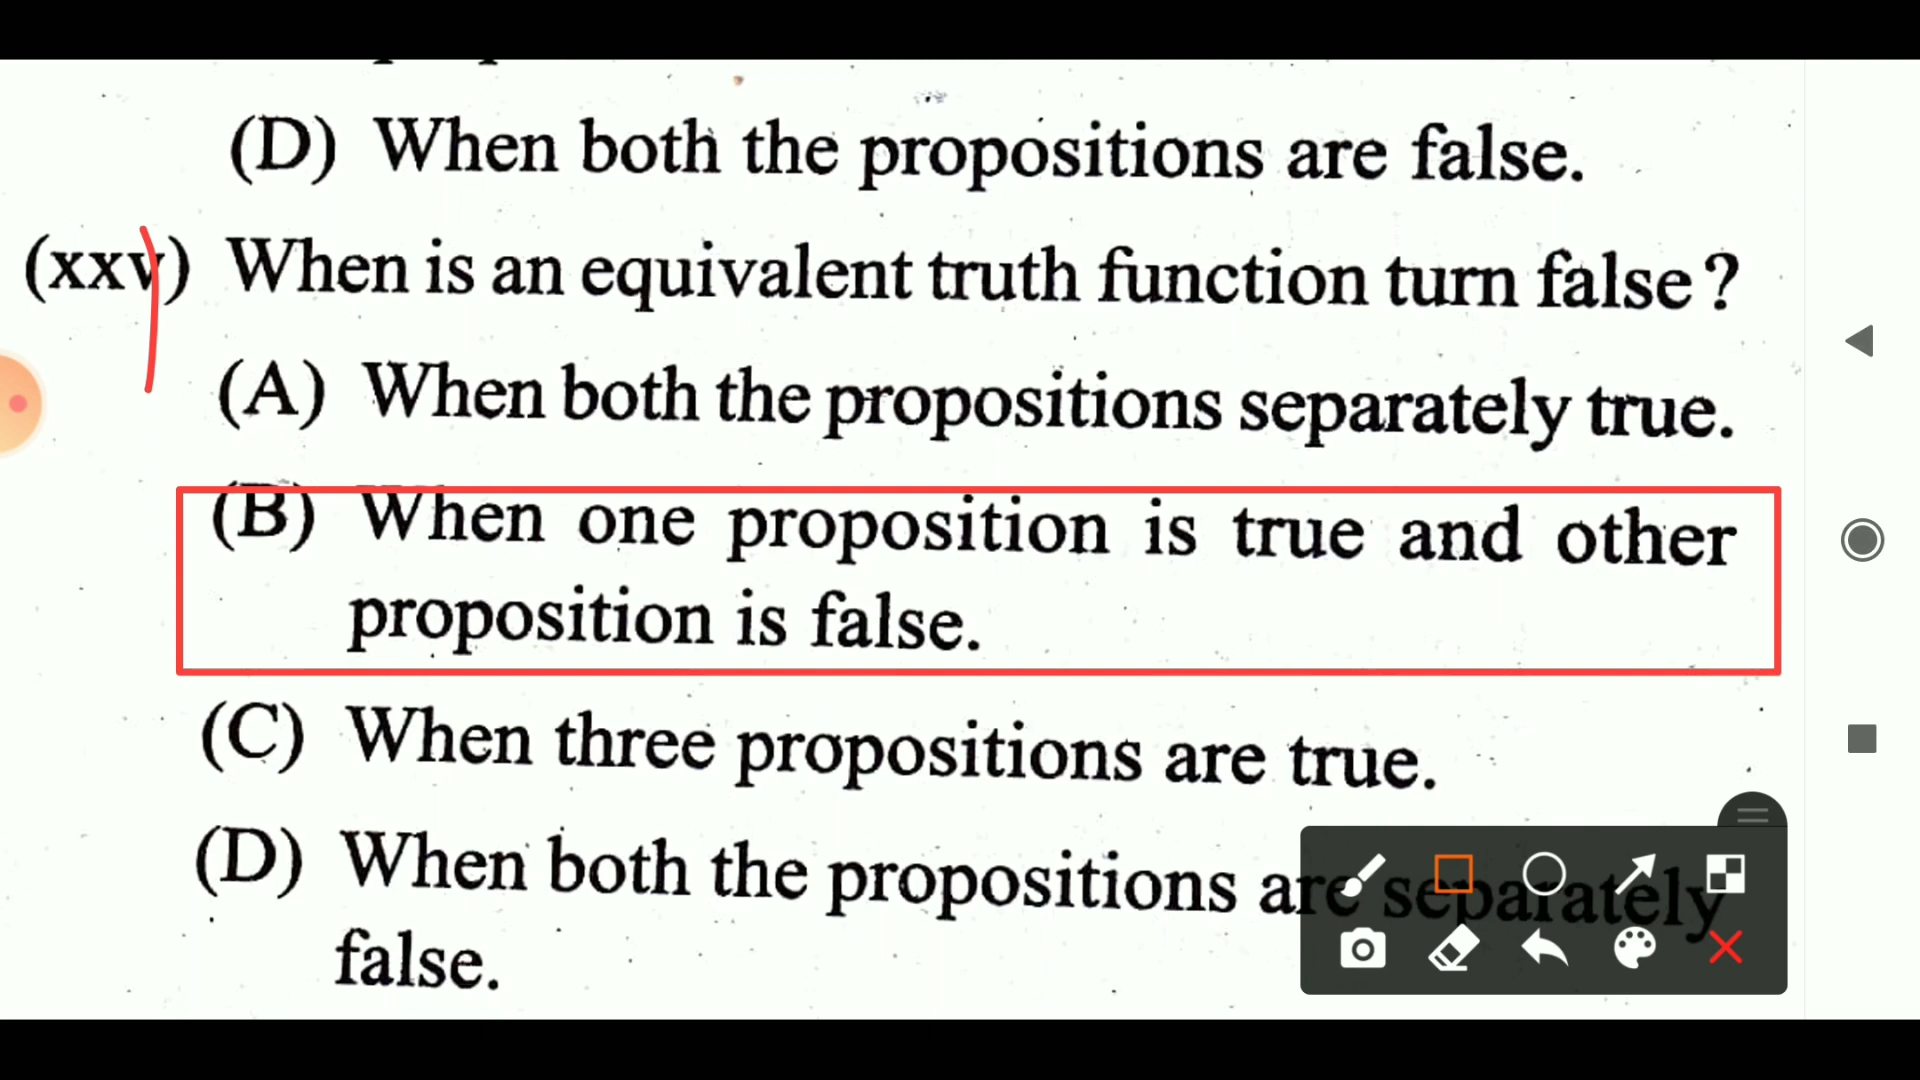 (D) When both the propositions are false.
(xxv) When is an equivalent truth function turn false?
(A) When both the propositions separately true.
(B) When one proposition is true and other
proposition is false.
(C) When three propositions are true.
(D) When both the propositions are separately
false.